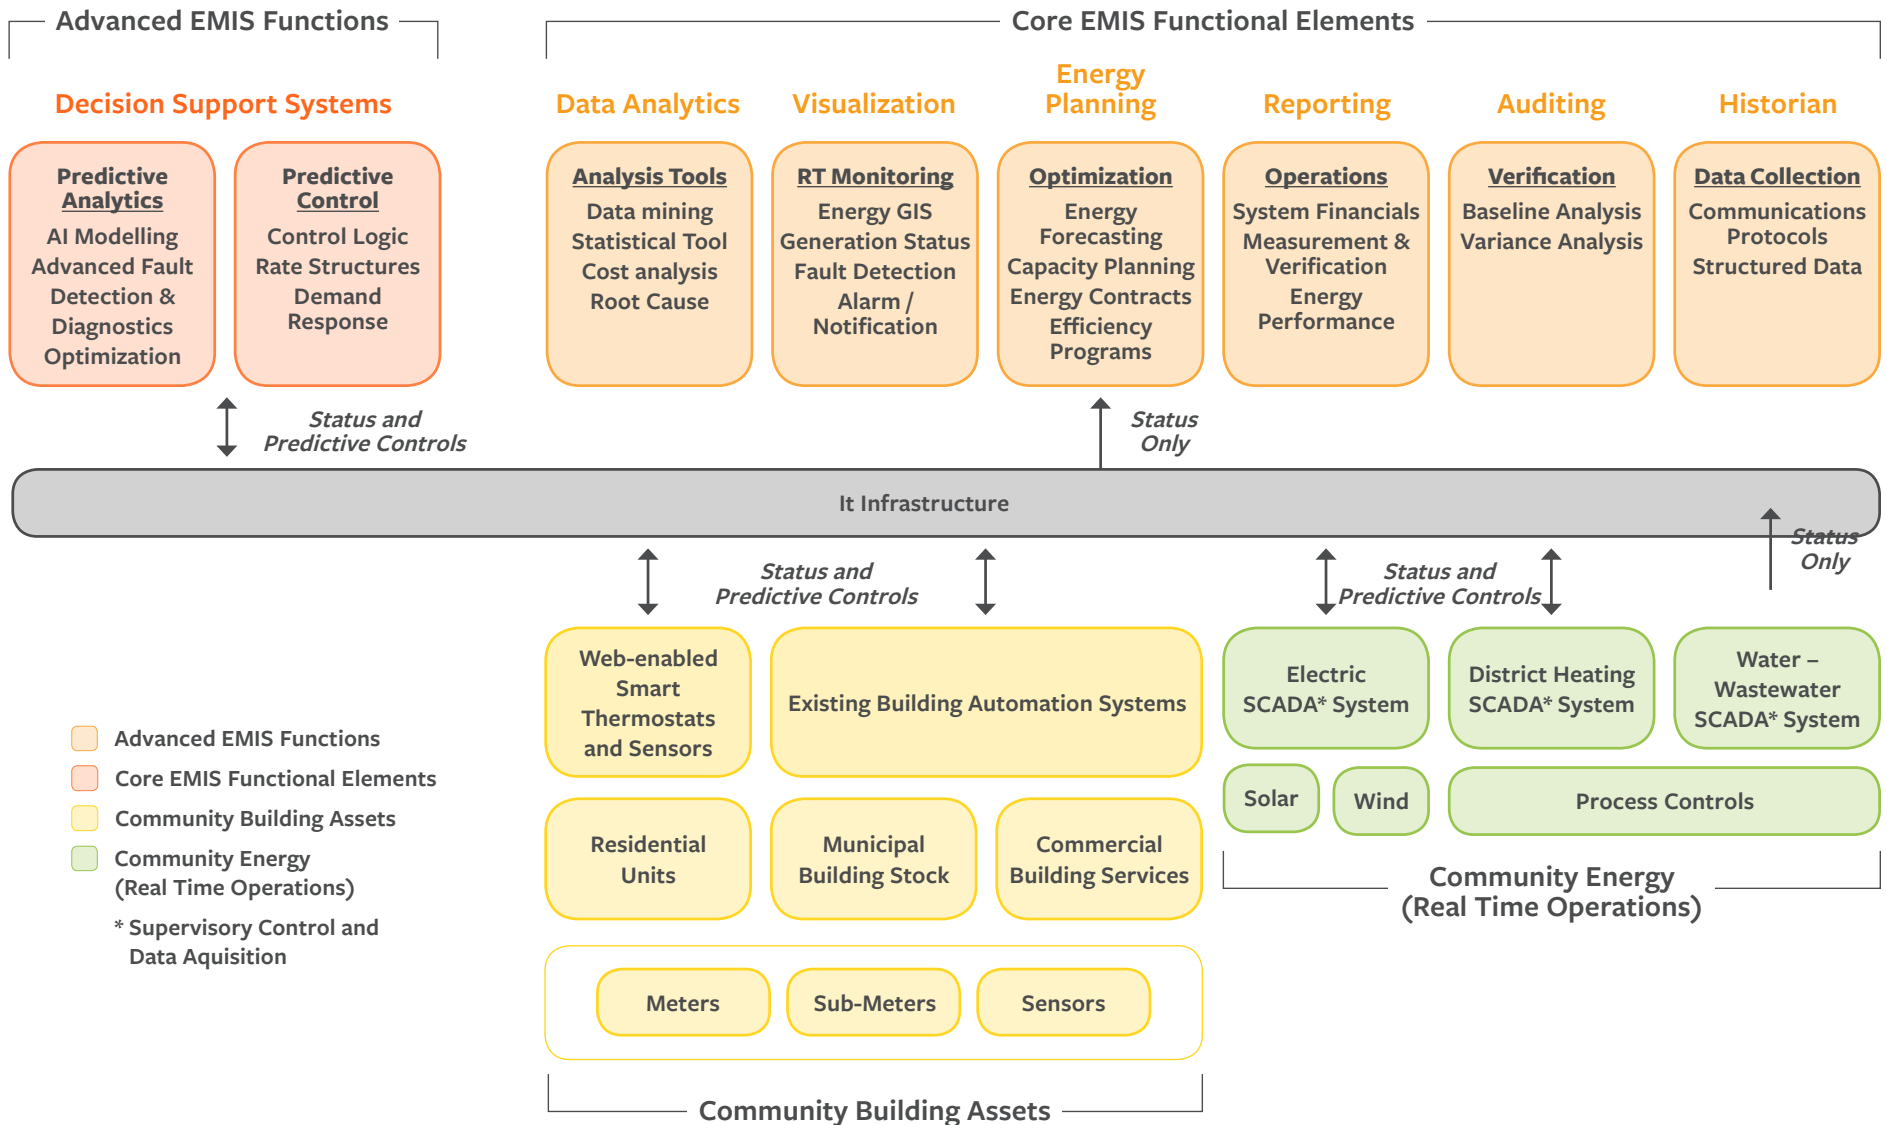 Advanced EMIS Functions
Core EMIS Functional Elements
Decision Support Systems
Data Analytics
Visualization
Energy
Planning
Reporting
Auditing
Historian
Predictive
Analytics
AI Modelling
Advanced Fault
Detection &
Diagnostics
Optimization
Predictive
Control
Control Logic
Rate Structures
Demand
Response
Analysis Tools
Data mining
Statistical Tool
Cost analysis
Root Cause
RT Monitoring
Energy GIS
Generation Status
Fault Detection
Alarm /
Notification
Optimization
Energy
Forecasting
Capacity Planning
Energy Contracts
Efficiency
Programs
Operations
System Financials
Measurement &
Verification
Energy
Performance
Verification
Baseline Analysis
Variance Analysis
Data Collection
Communications
Protocols
Structured Data
Status and
Predictive Controls
Status
Only
It Infrastructure
Status and
Predictive Controls
Status and
Predictive Controls
Status
Only
Web-enabled
Smart
Thermostats
and Sensors
Existing Building Automation Systems
Electric
SCADA* System
District Heating
SCADA* System
Water –
Wastewater
SCADA* System
Solar
Wind
Process Controls
Residential
Units
Municipal
Building Stock
Commercial
Building Services
Community Energy
(Real Time Operations)
Meters
Sub-Meters
Sensors
Community Building Assets
Advanced EMIS Functions
Core EMIS Functional Elements
Community Building Assets
Community Energy
(Real Time Operations)
* Supervisory Control and
Data Aquisition